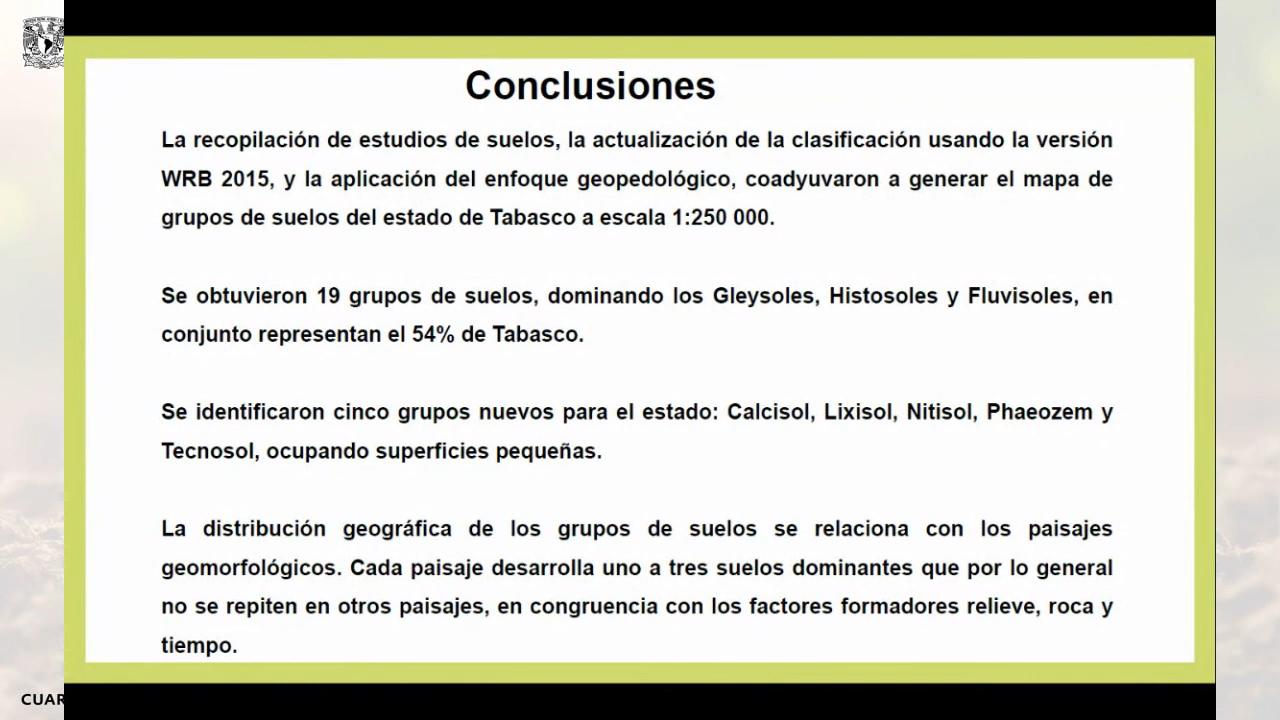 Conclusiones
La recopilación de estudios de suelos, la actualización de la clasificación usando la versión
WRB 2015, y la aplicación del enfoque geopedológico, coadyuvaron a generar el mapa de
grupos de suelos del estado de Tabasco a escala 1:250 000.
Se obtuvieron 19 grupos de suelos, dominando los Gleysoles, Histosoles y Fluvisoles, en
conjunto representan el 54% de Tabasco.
Se identificaron cinco grupos nuevos para el estado: Calcisol, Lixisol, Nitisol, Phaeozem y
Tecnosol, ocupando superficies pequeñas.
La distribución geográfica de los grupos de suelos se relaciona con los paisajes
geomorfológicos. Cada paisaje desarrolla uno a tres suelos dominantes que por lo general
no se repiten en otros paisajes, en congruencia con los factores formadores relieve, roca y
tiempo.
CUAR